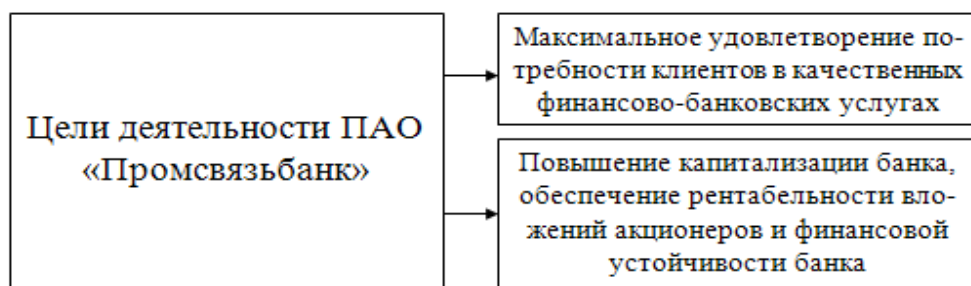 Цели деятельности ПАО
«Промсвязьбанк»
Максимальное удовлетворение по-
требности клиентов в качественных
финансово-банковских услугах
Повышение капитализации банка,
обеспечение рентабельности вло-
жений акционеров и финансовой
устойчивости банка